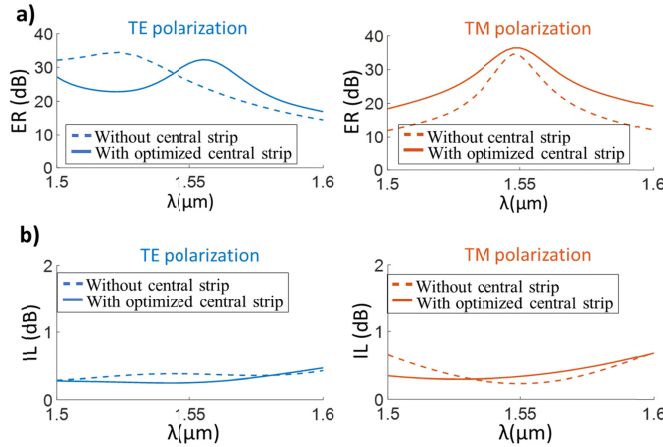 a)
TE polarization
TM polarization
40
30
20
10
0
ER (dB)
Without central strip
With optimized central strip
1.5
1.55
1.6
λ(µm)
40
30
20
10
0
ER (dB)
Without central strip
With optimized central strip
1.5
1.55
1.6
λ(µm)
b)
TE polarization
TM polarization
2
1
0
IL (dB)
Without central strip
With optimized central strip
1.5
1.55
1.6
λ(µm)
2
1
0
IL (dB)
Without central strip
With optimized central strip
1.5
1.55
1.6
λ(µm)